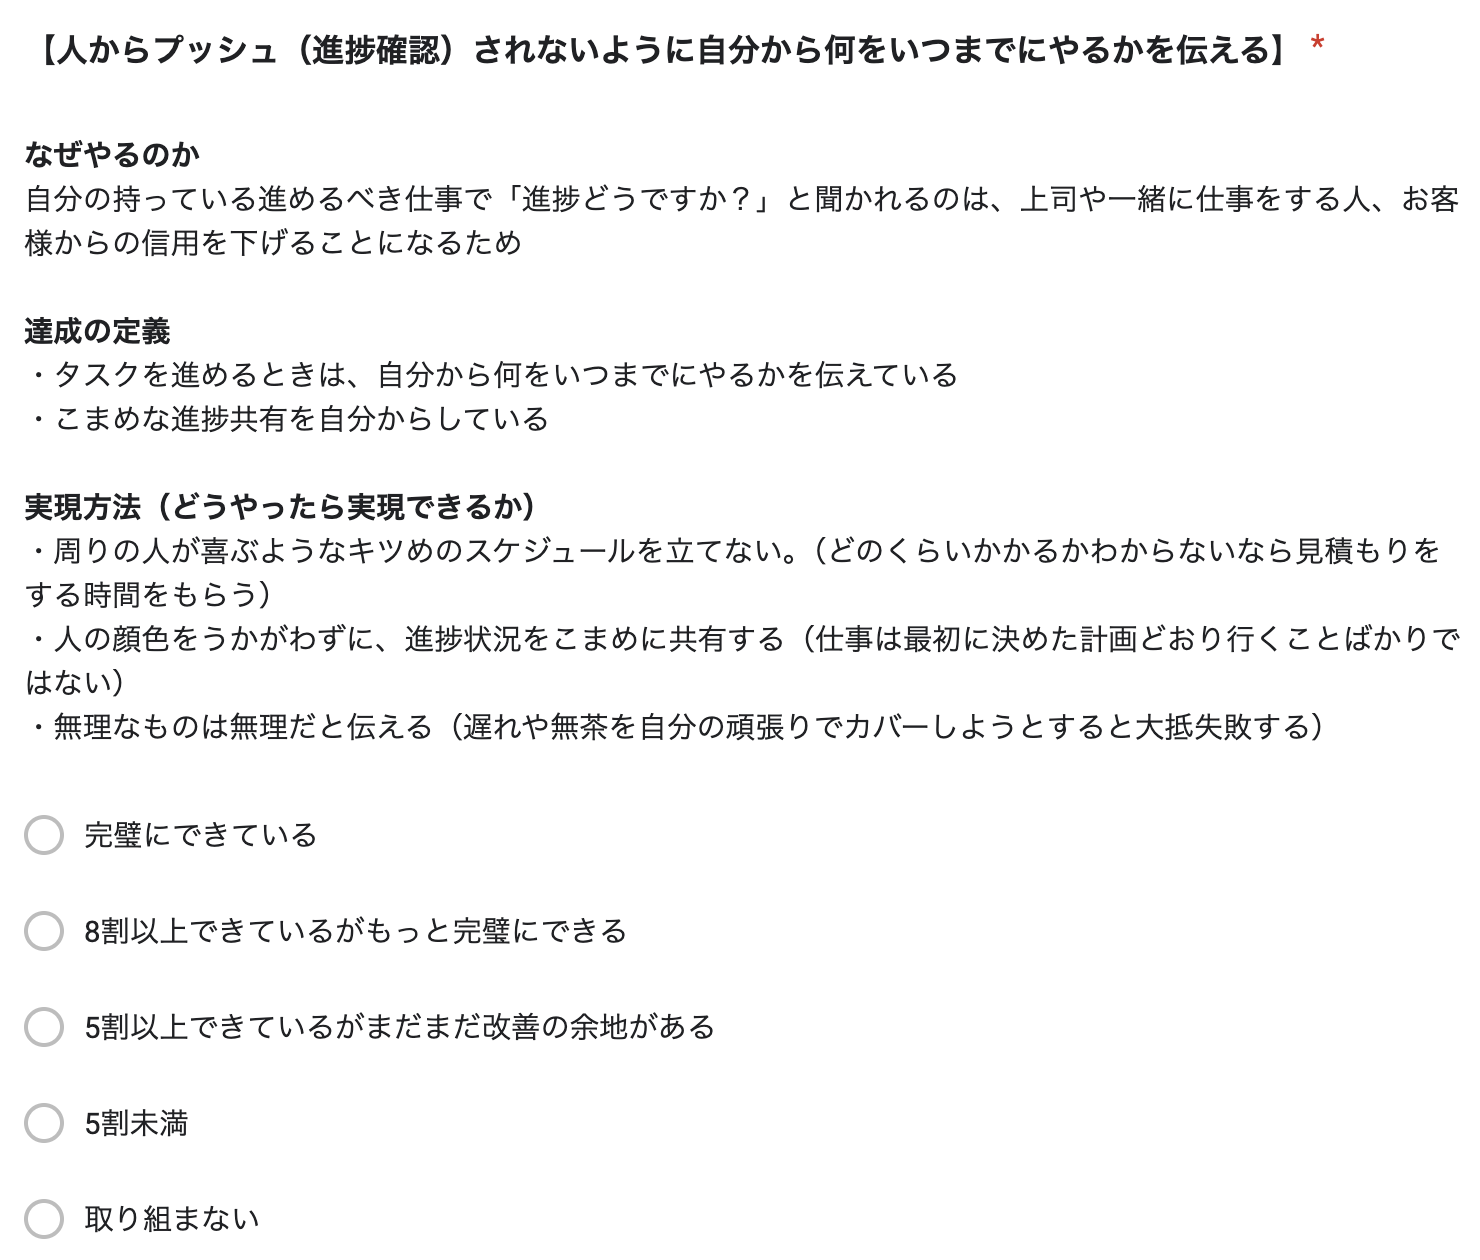 【人からプッシュ（進捗確認）されないように自分から何をいつまでにやるかを伝える】 *
なぜやるのか
自分の持っている進めるべき仕事で「進捗どうですか？」と聞かれるのは、上司や一緒に仕事をする人、お客
様からの信用を下げることになるため
達成の定義
・タスクを進めるときは、自分から何をいつまでにやるかを伝えている
・こまめな進捗共有を自分からしている
実現方法（どうやったら実現できるか）
・周りの人が喜ぶようなキツめのスケジュールを立てない。（どのくらいかかるかわからないなら見積もりを
する時間をもらう）
・人の顔色をうかがわずに、進捗状況をこまめに共有する（仕事は最初に決めた計画どおり行くことばかりで
はない）
・無理なものは無理だと伝える（遅れや無茶を自分の頑張りでカバーしようとすると大抵失敗する）
完璧にできている
8割以上できているがもっと完璧にできる
5割以上できているがまだまだ改善の余地がある
5割未満
取り組まない